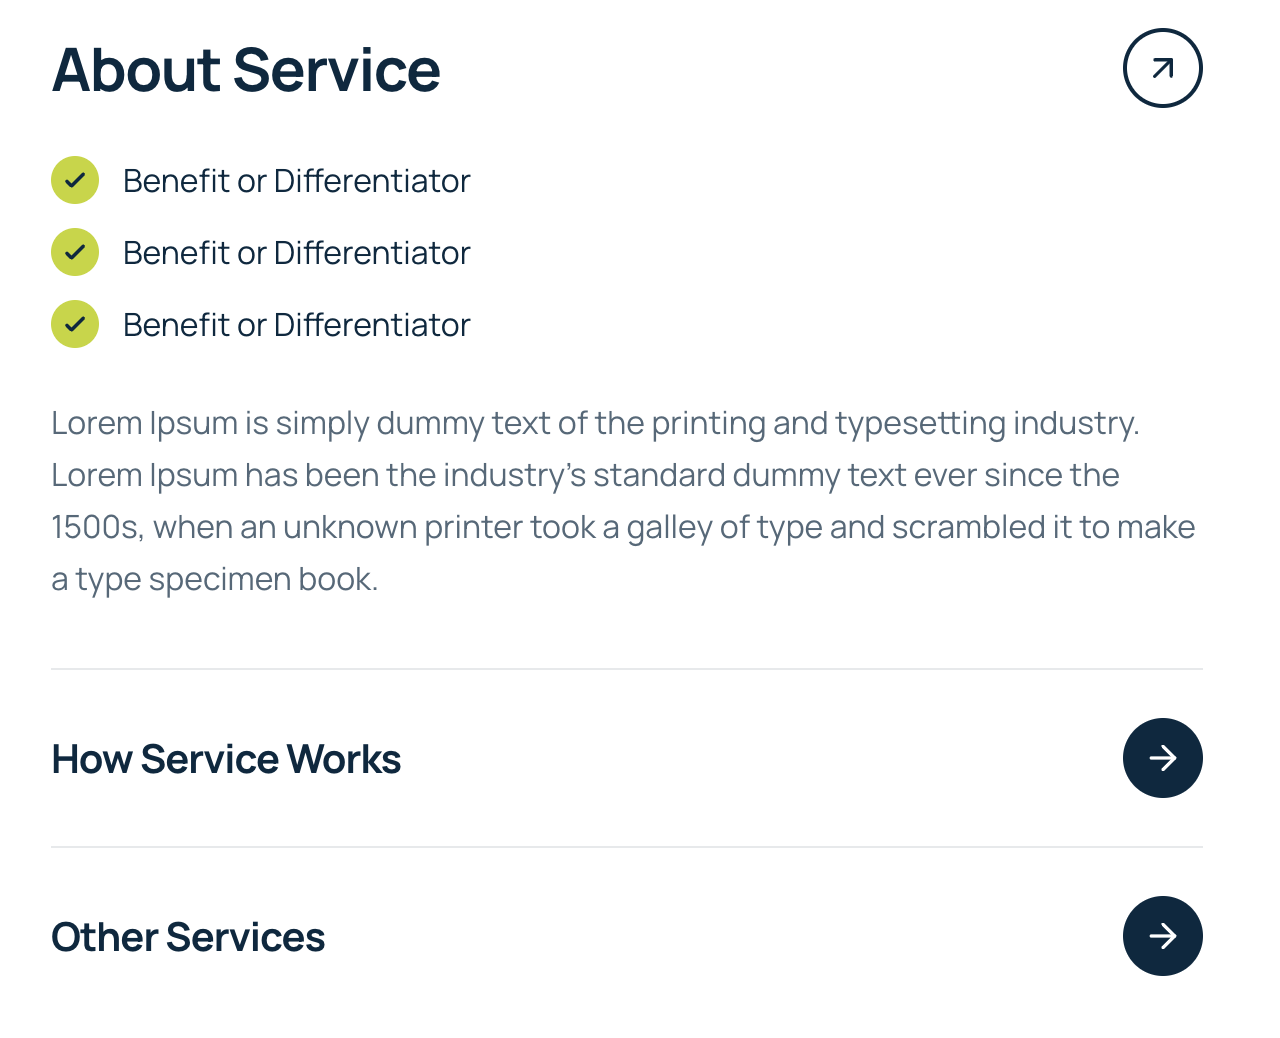 About Service
Benefit or Differentiator
Benefit or Differentiator
Benefit or Differentiator
Lorem Ipsum is simply dummy text of the printing and typesetting industry.
Lorem Ipsum has been the industry’s standard dummy text ever since the
1500s, when an unknown printer took a galley of type and scrambled it to make
a type specimen book.
How Service Works
Other Services